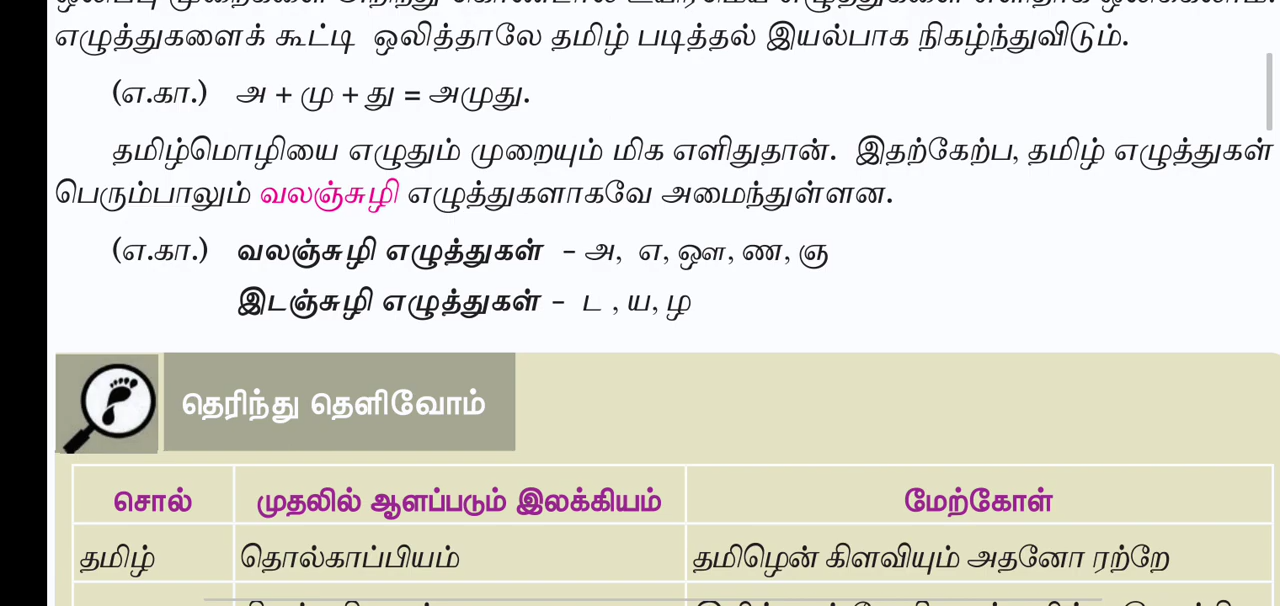 எழுத்துகளைக் கூட்டி ஒலித்தாலே தமிழ் படித்தல் இயல்பாக நிகழ்ந்துவிடும்.
(எ.கா.) அ + மு + து = அமுது.
தமிழ்மொழியை எழுதும் முறையும் மிக எளிதுதான். இதற்கேற்ப, தமிழ் எழுத்துகள்
பெரும்பாலும் வலஞ்சுழி எழுத்துகளாகவே அமைந்துள்ளன.
(எ.கா.) வலஞ்சுழி எழுத்துகள் – அ, எ, ஔ, ண, ஞ
இடஞ்சுழி எழுத்துகள் – ட , ய, ழ
தெரிந்து தெளிவோம்
சொல் முதலில் ஆளப்படும் இலக்கியம் மேற்கோள்
தமிழ் தொல்காப்பியம் தமிழென் கிளவியும் அதனோ ரற்றே